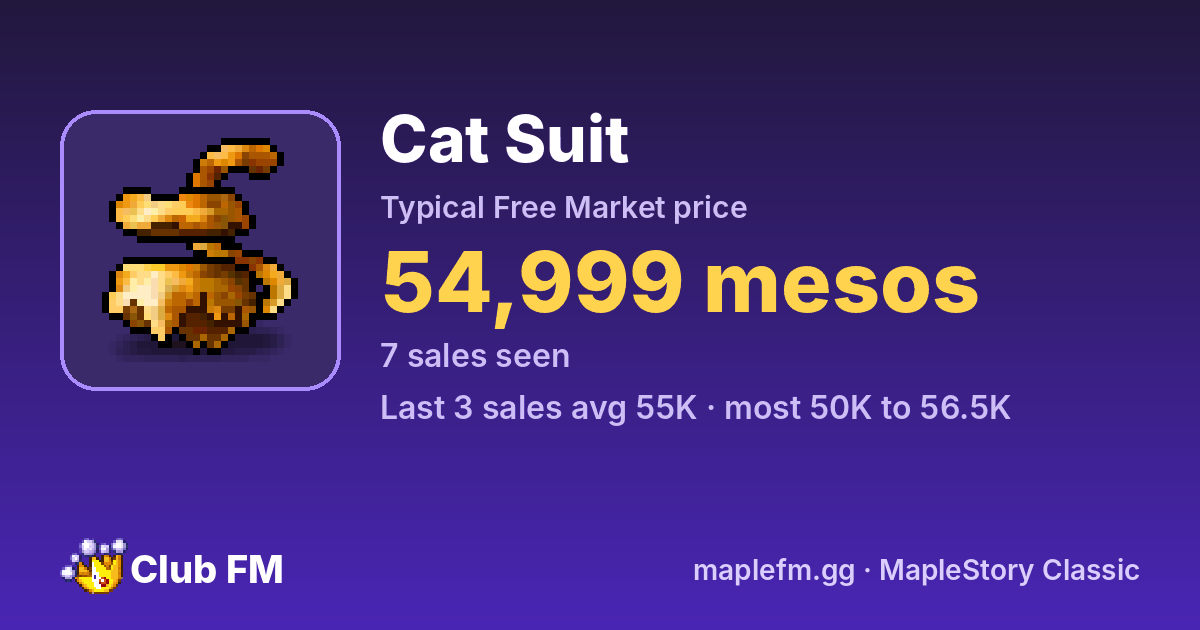 Cat Suit
Typical Free Market price
54,999 mesos
7 sales seen
Last 3 sales avg 55K · most 50K to 56.5K
Club FM
maplefm.gg · MapleStory Classic